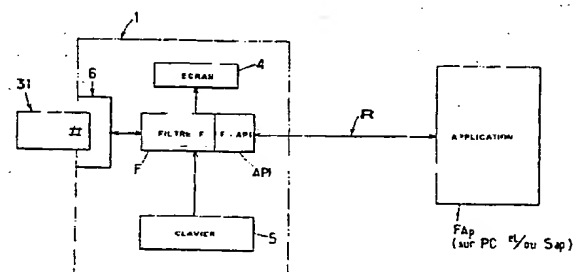 1
6
31
ECRAN
4
FILTRE F
F - API
R
APPLICATION
F
API
CLAVIER
5
FAp
(sur PC et/ou Sap)